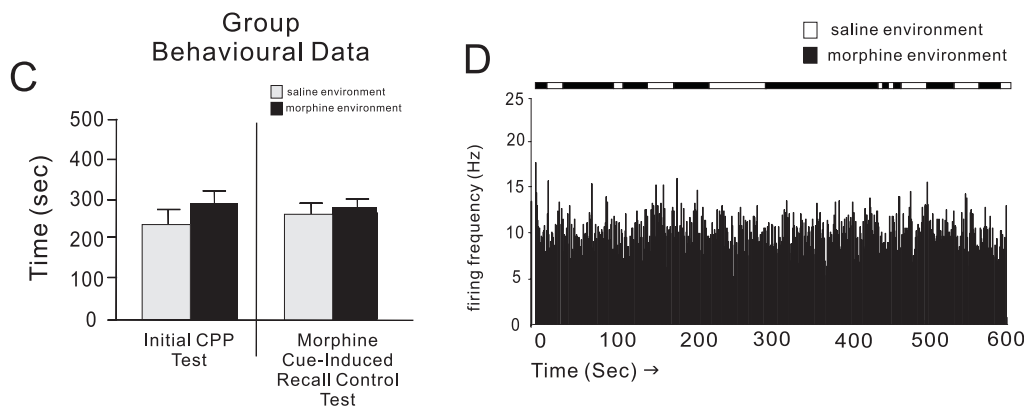 Group
Behavioural Data
C
saline environment
morphine environment
Time (sec)
500
400
300
200
100
0
Initial CPP
Test
Morphine
Cue-Induced
Recall Control
Test
D
saline environment
morphine environment
firing frequency (Hz)
25
20
15
10
5
0
0 100 200 300 400 500 600
Time (Sec) →